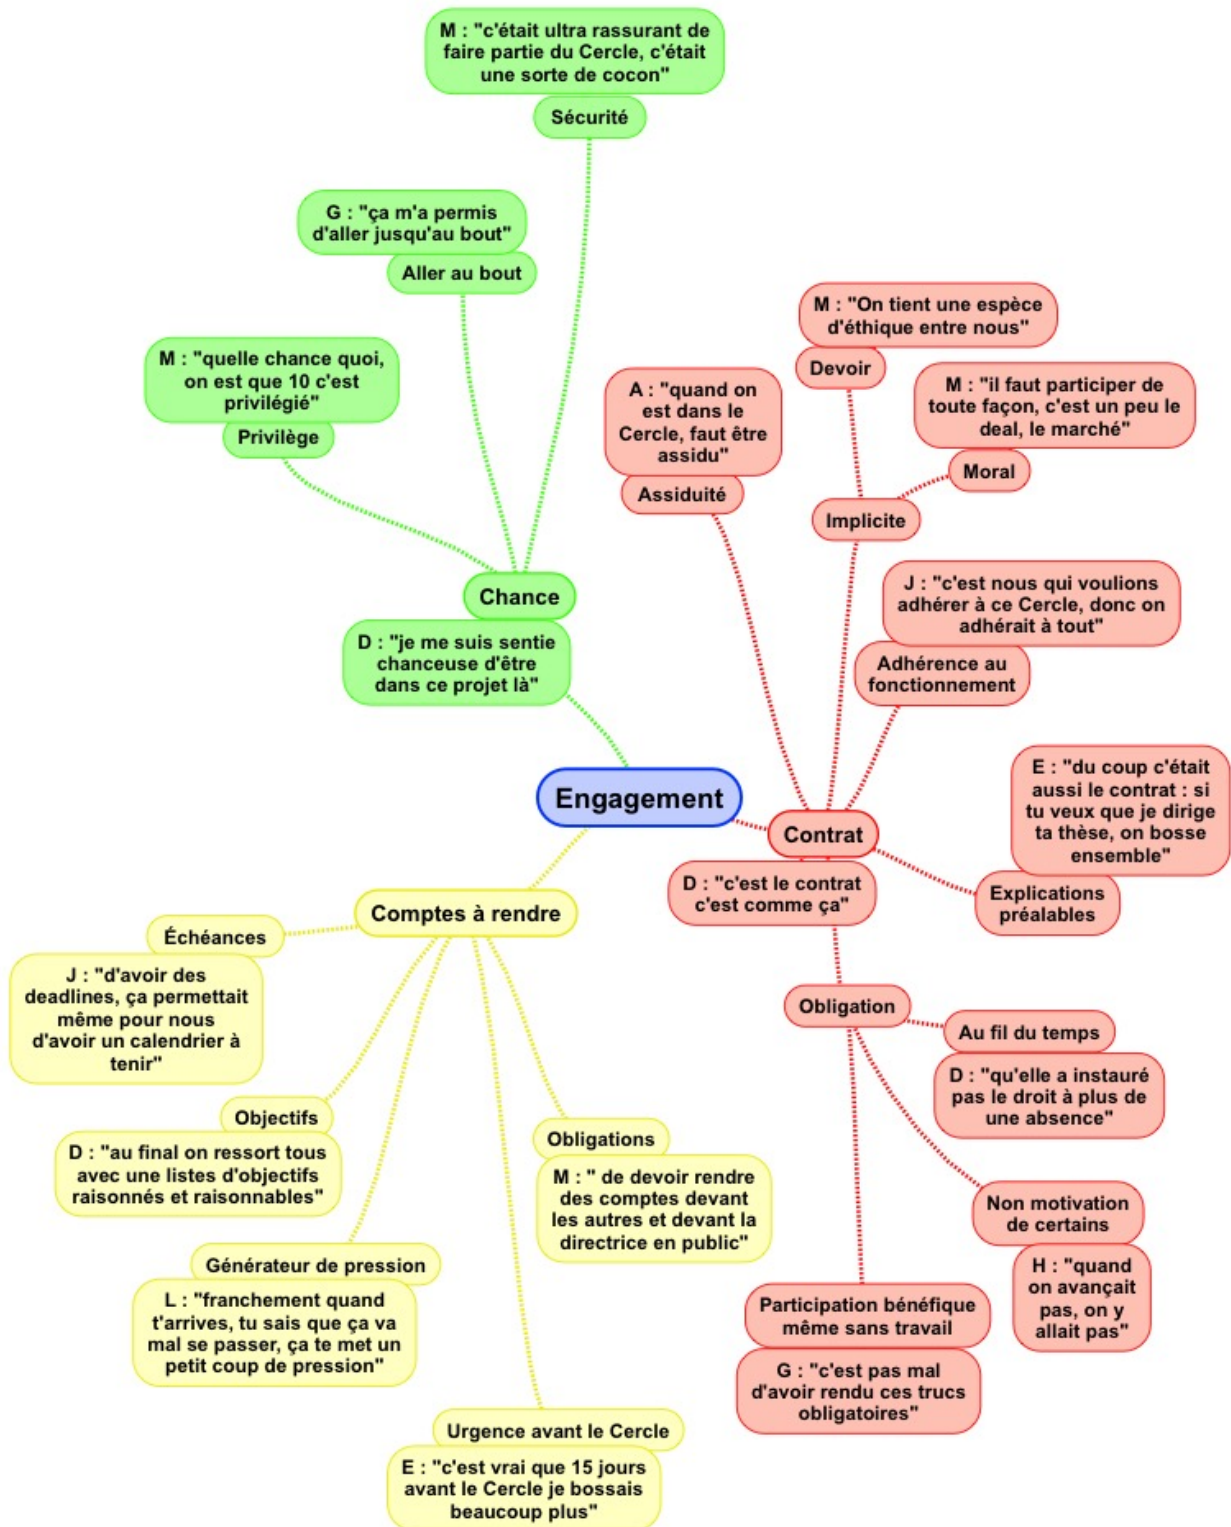 M : "c'était ultra rassurant de
faire partie du Cercle, c'était
une sorte de cocon"
Sécurité
G : "ça m'a permis
d'aller jusqu'au bout"
Aller au bout
M : "quelle chance quoi,
on est que 10 c'est
privilégié"
Privilège
Chance
D : "je me suis sentie
chanceuse d'être
dans ce projet là"
Engagement
M : "On tient une espèce
d'éthique entre nous"
Devoir
M : "il faut participer de
toute façon, c'est un peu le
deal, le marché"
Moral
Implicite
A : "quand on
est dans le
Cercle, faut être
assidu"
Assiduité
J : "c'est nous qui voulions
adhérer à ce Cercle, donc on
adhérait à tout"
Adhérence au
fonctionnement
E : "du coup c'était
aussi le contrat : si
tu veux que je dirige
ta thèse, on bosse
ensemble"
Explications
préalables
Contrat
D : "c'est le contrat
c'est comme ça"
Obligation
Au fil du temps
D : "qu'elle a instauré
pas le droit à plus de
une absence"
Non motivation
de certains
H : "quand
on avançait
pas, on y
allait pas"
Participation bénéfique
même sans travail
G : "c'est pas mal
d'avoir rendu ces trucs
obligatoires"
Comptes à rendre
Échéances
J : "d'avoir des
deadlines, ça permettait
même pour nous
d'avoir un calendrier à
tenir"
Objectifs
D : "au final on ressort tous
avec une listes d'objectifs
raisonnés et raisonnables"
Générateur de pression
L : "franchement quand
t'arrives, tu sais que ça va
mal se passer, ça te met un
petit coup de pression"
Obligations
M : " de devoir rendre
des comptes devant
les autres et devant la
directrice en public"
Urgence avant le Cercle
E : "c'est vrai que 15 jours
avant le Cercle je bossais
beaucoup plus"